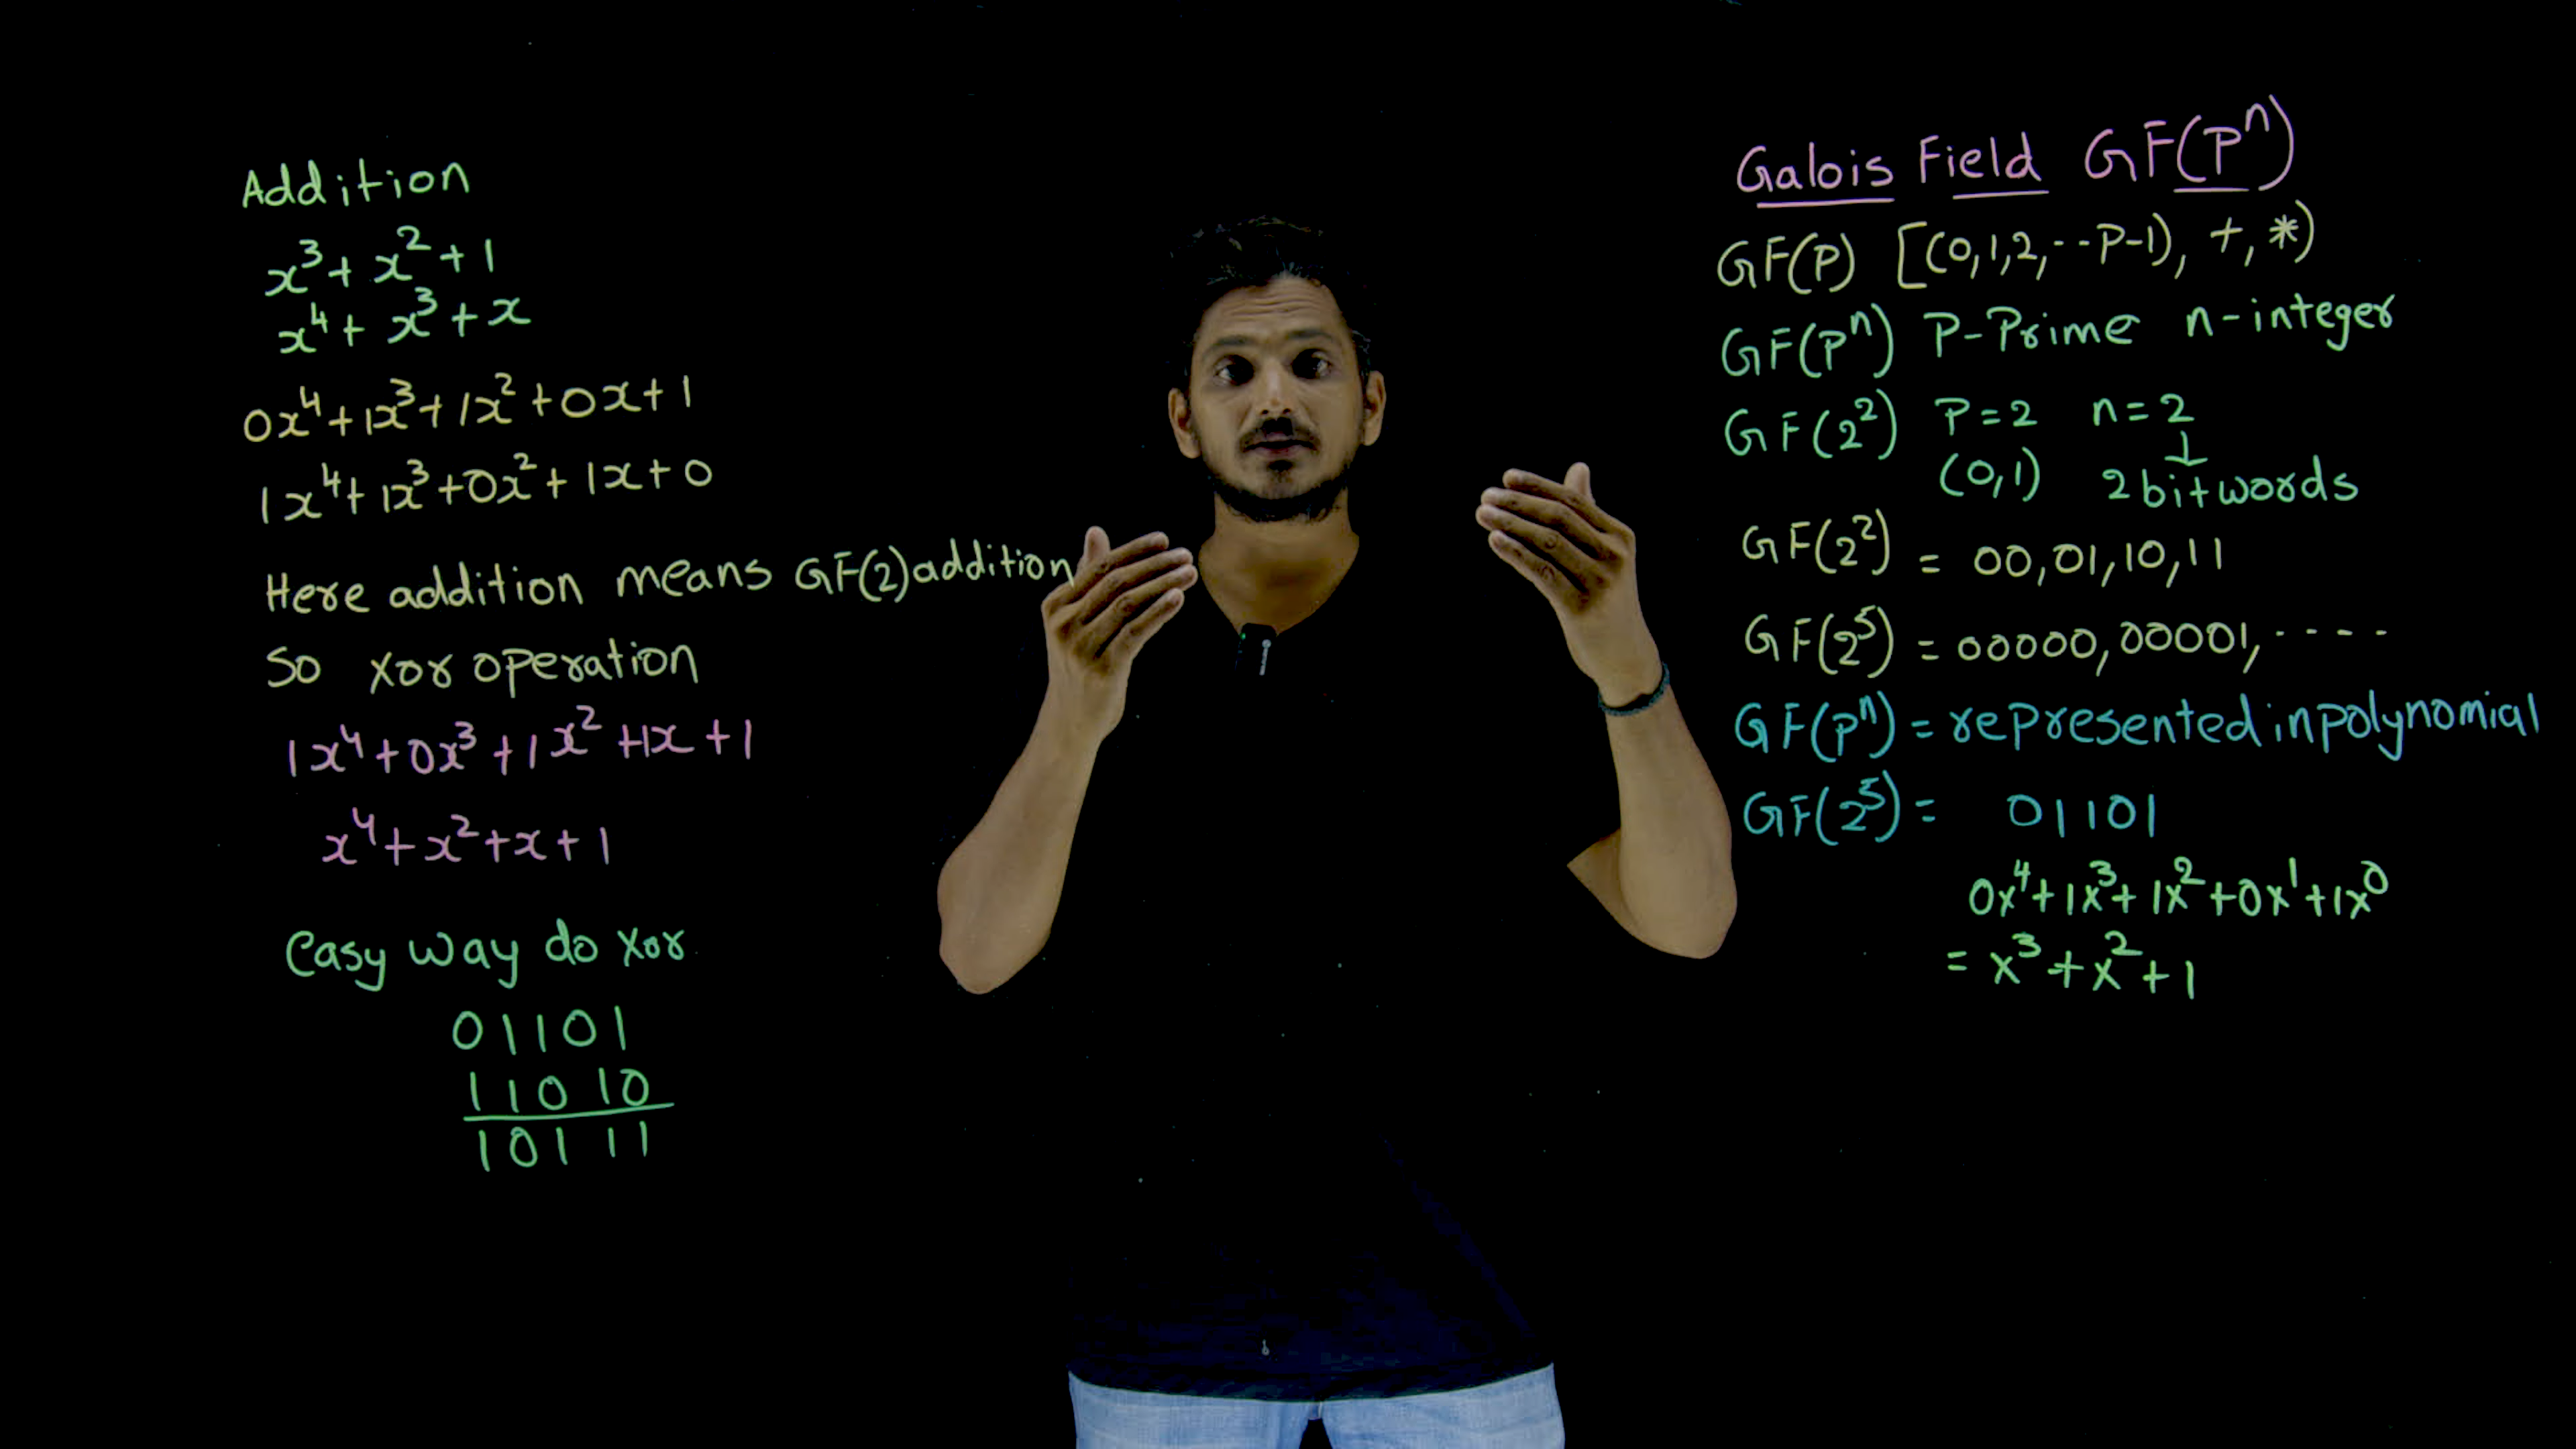 Addition
x³ + x² + 1
x⁴ + x³ + x
0x⁴ + 1x³ + 1x² + 0x + 1
1x⁴ + 1x³ + 0x² + 1x + 0
Here addition means GF(2) addition
So xor operation
1x⁴ + 0x³ + 1x² + 1x + 1
x⁴ + x² + x + 1
Easy way do xor
01101
11010
10111
Galois Field GF(Pⁿ)
GF(P) [(0,1,2,--P-1), +, *)
GF(Pⁿ) P-Prime n-integer
GF(2²) P=2 n=2
↓
(0,1) 2 bit words
GF(2²) = 00,01,10,11
GF(2⁵) = 00000,00001,----
GF(Pⁿ) = represented in polynomial
GF(2⁵) = 01101
0x⁴ + 1x³ + 1x² + 0x¹ + 1x⁰
= x³ + x² + 1